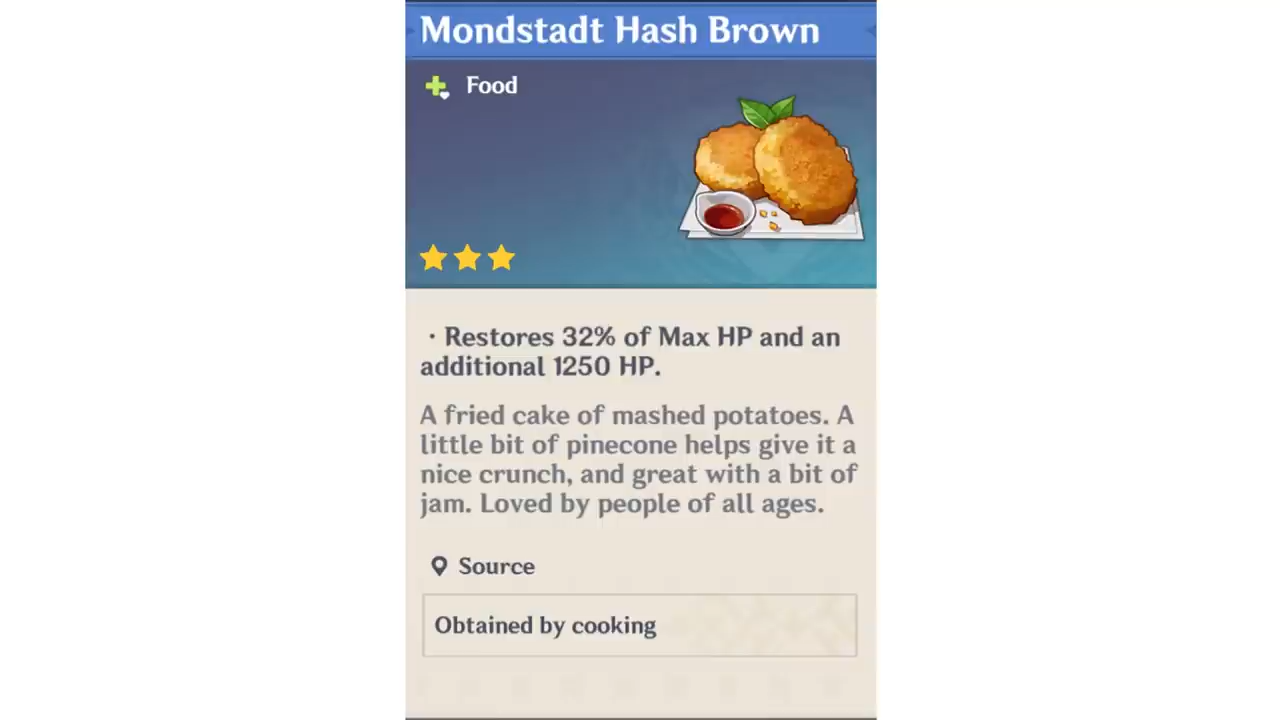 Mondstadt Hash Brown
Food
· Restores 32% of Max HP and an
additional 1250 HP.
A fried cake of mashed potatoes. A
little bit of pinecone helps give it a
nice crunch, and great with a bit of
jam. Loved by people of all ages.
Source
Obtained by cooking